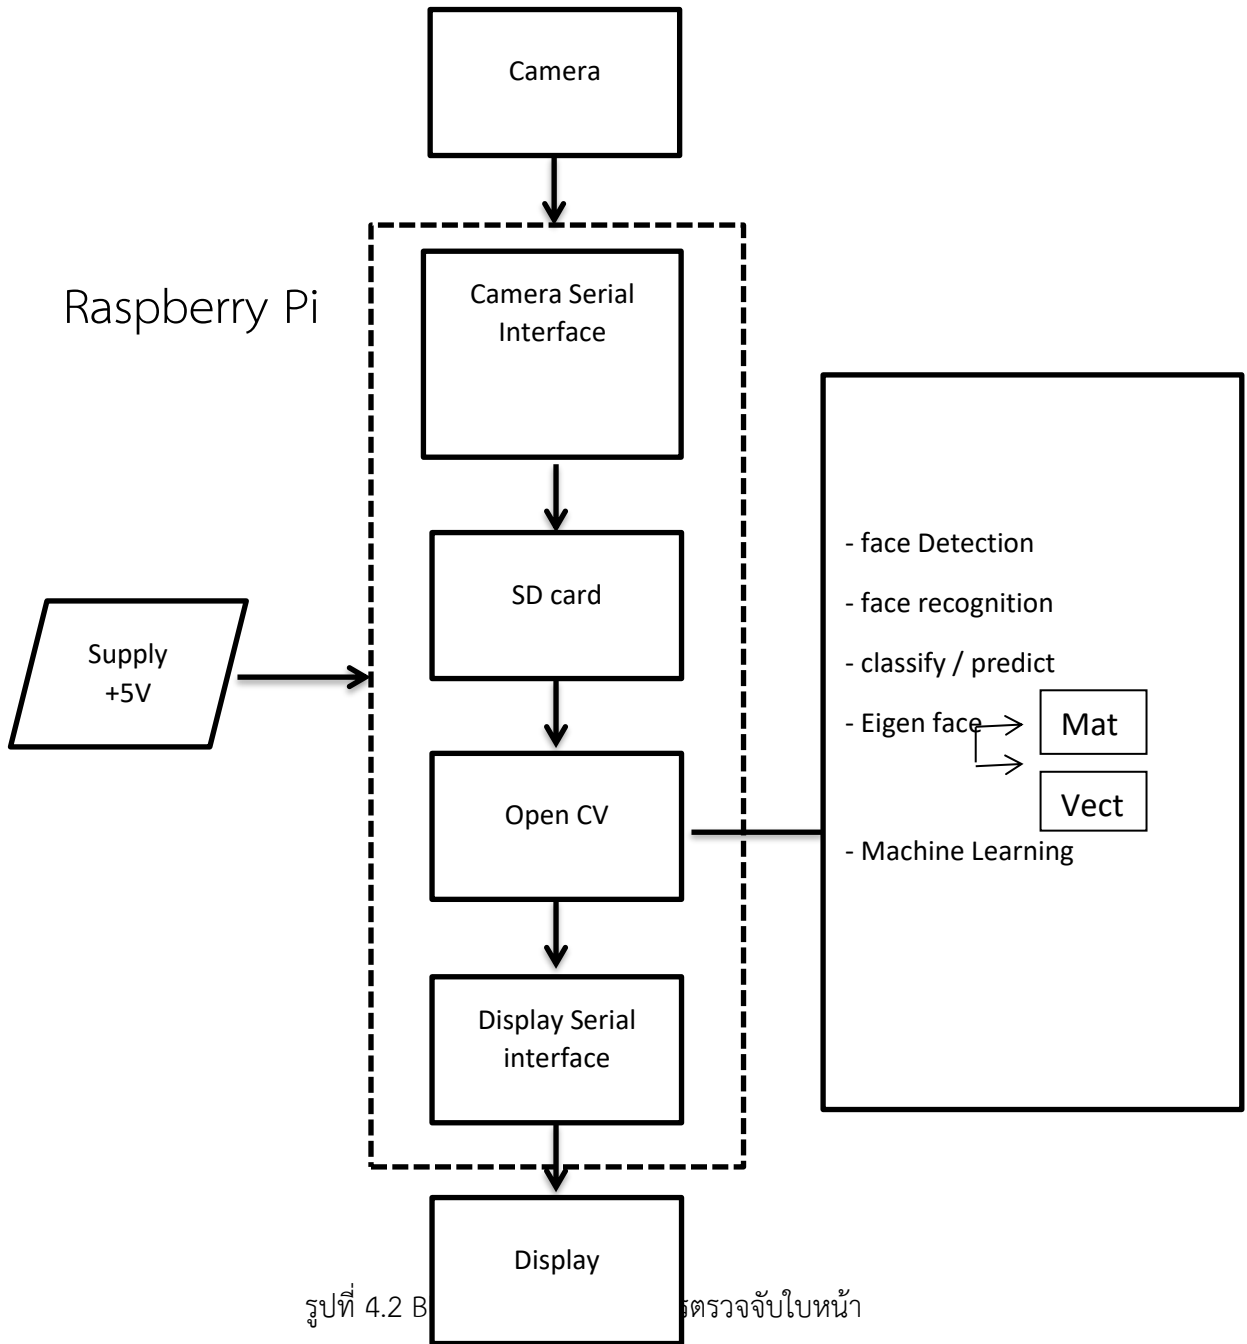 Camera
Raspberry Pi
Camera Serial
Interface
SD card
Supply
+5V
Open CV
Display Serial
interface
Display
- face Detection
- face recognition
- classify / predict
- Eigen face
Mat
Vect
- Machine Learning
รูปที่ 4.2 B ตรวจจับใบหน้า